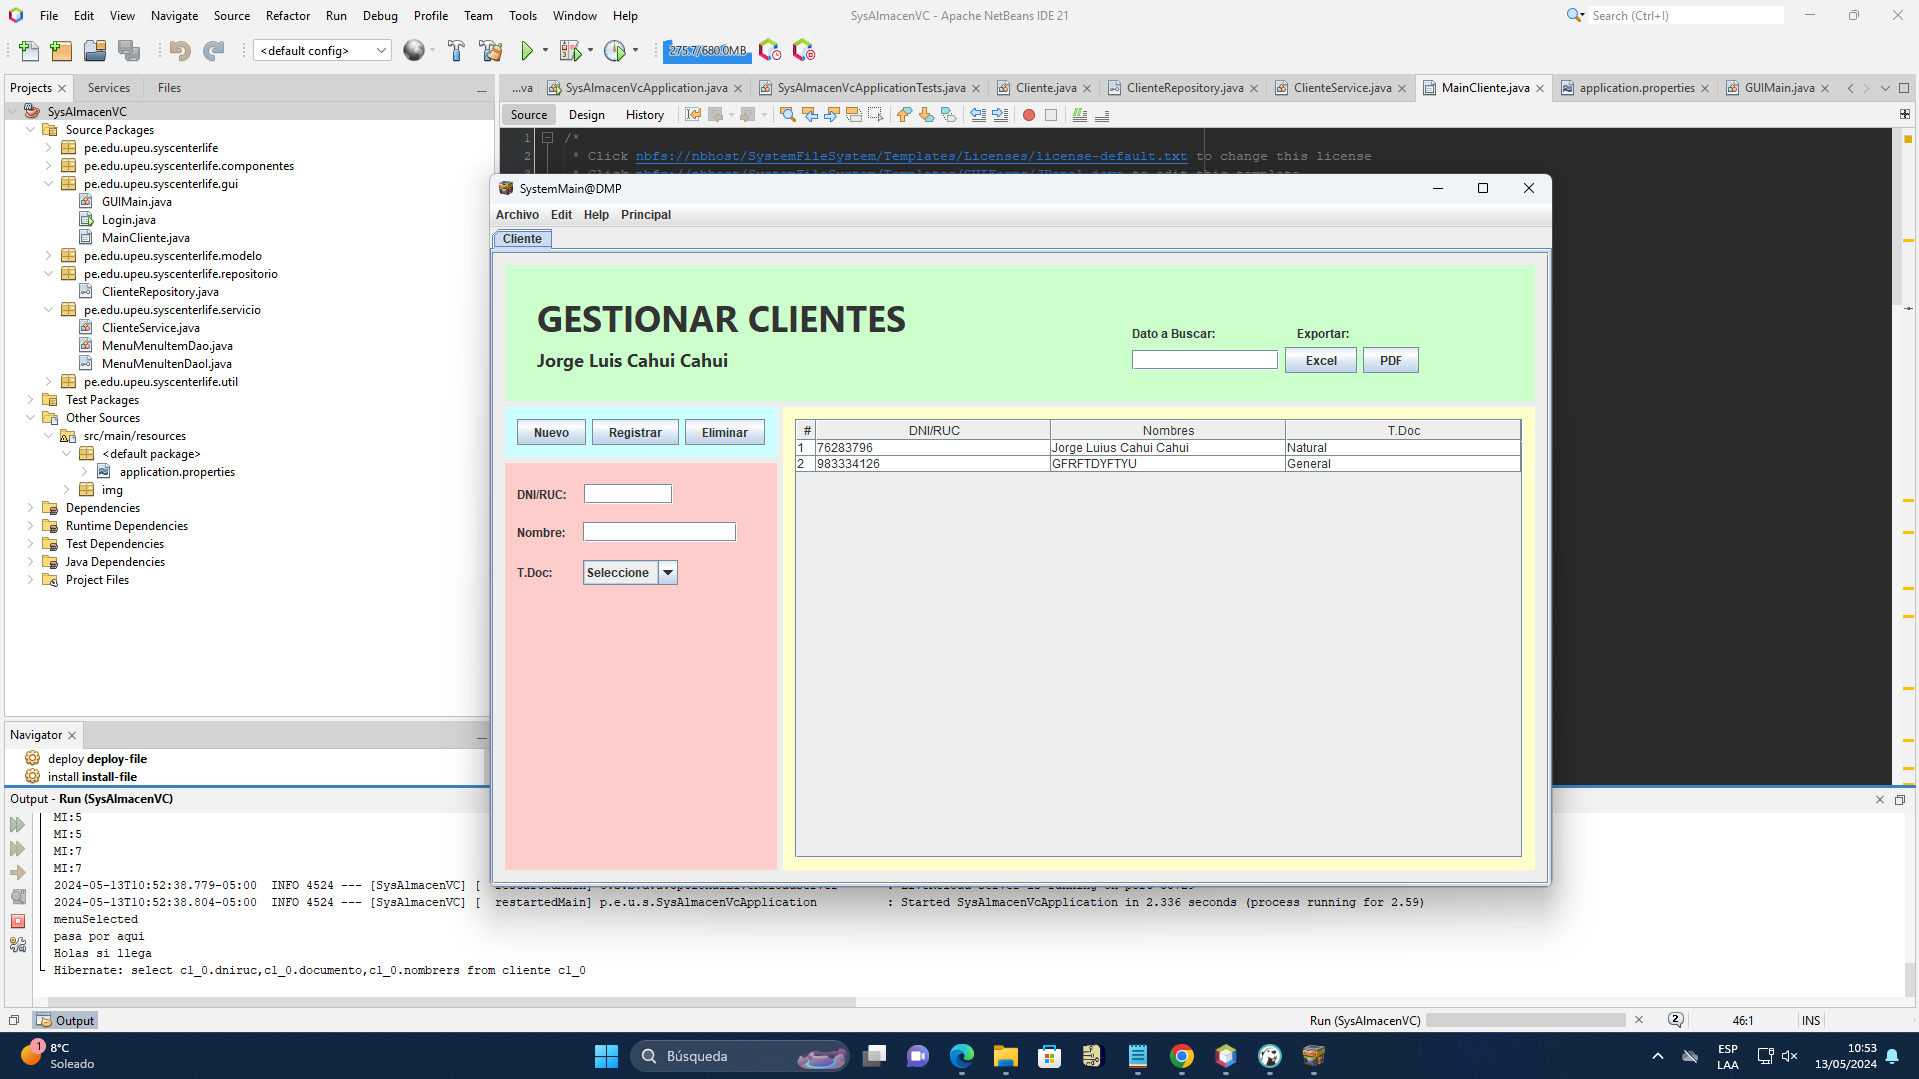 File Edit View Navigate Source Refactor Run Debug Profile Team Tools Window Help
SysAlmacenVC - Apache NetBeans IDE 21
Search (Ctrl+I)
<default config>
275.7/680.0MB
Projects Services Files
...va SysAlmacenVcApplication.java SysAlmacenVcApplicationTests.java Cliente.java ClienteRepository.java ClienteService.java MainCliente.java application.properties GUIMain.java
Source Design History
SysAlmacenVC
Source Packages
pe.edu.upeu.syscenterlife
pe.edu.upeu.syscenterlife.componentes
pe.edu.upeu.syscenterlife.gui
GUIMain.java
Login.java
MainCliente.java
pe.edu.upeu.syscenterlife.modelo
pe.edu.upeu.syscenterlife.repositorio
ClienteRepository.java
pe.edu.upeu.syscenterlife.servicio
ClienteService.java
MenuMenuItemDao.java
MenuMenuItenDaoI.java
pe.edu.upeu.syscenterlife.util
Test Packages
Other Sources
src/main/resources
<default package>
application.properties
img
Dependencies
Runtime Dependencies
Test Dependencies
Java Dependencies
Project Files
1 /*
2 * Click nbfs://nbhost/SystemFileSystem/Templates/Licenses/license-default.txt to change this license
SystemMain@DMP
Archivo Edit Help Principal
Cliente
GESTIONAR CLIENTES
Jorge Luis Cahui Cahui
Dato a Buscar: Exportar:
Excel PDF
Nuevo Registrar Eliminar
DNI/RUC:
Nombre:
T.Doc: Seleccione
# DNI/RUC Nombres T.Doc
1 76283796 Jorge Luius Cahui Cahui Natural
2 983334126 GFRFTDYFTYU General
Navigator
deploy deploy-file
install install-file
Output - Run (SysAlmacenVC)
MI:5
MI:5
MI:7
MI:7
2024-05-13T10:52:38.779-05:00 INFO 4524 --- [SysAlmacenVC] [
2024-05-13T10:52:38.804-05:00 INFO 4524 --- [SysAlmacenVC] [ restartedMain] p.e.u.s.SysAlmacenVcApplication : Started SysAlmacenVcApplication in 2.336 seconds (process running for 2.59)
menuSelected
pasa por aqui
Holas si llega
Hibernate: select c1_0.dniruc,c1_0.documento,c1_0.nombrers from cliente c1_0
Output
Run (SysAlmacenVC)
2
46:1
INS
1
8°C
Soleado
Búsqueda
ESP
LAA
10:53
13/05/2024